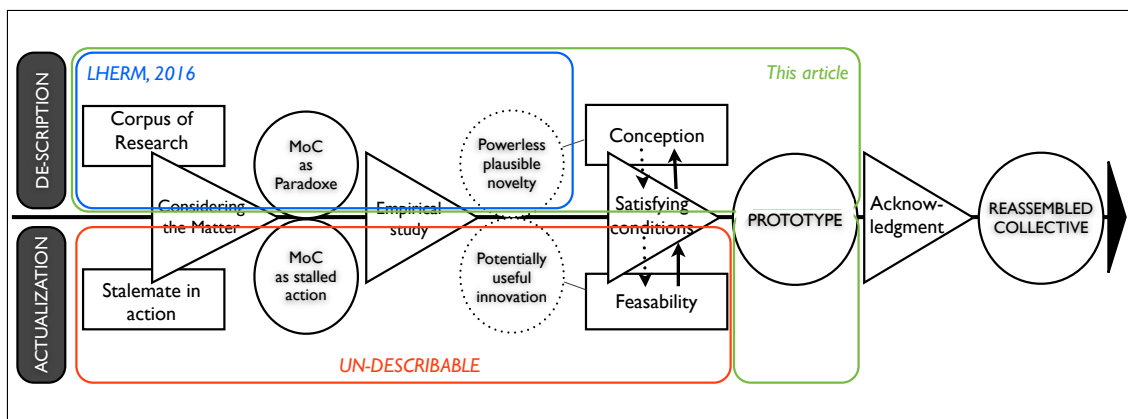 DE-SCRIPTION
LHERM, 2016
This article
Corpus of
Research
MoC
as
Paradoxe
Powerless
plausible
novelty
Conception
Considering
the Matter
Empirical
study
Satisfying
conditions
PROTOTYPE
Acknow-
ledgment
REASSEMBLED
COLLECTIVE
ACTUALIZATION
Stalemate in
action
MoC
as stalled
action
Potentially
useful
innovation
Feasability
UN-DESCRIBABLE